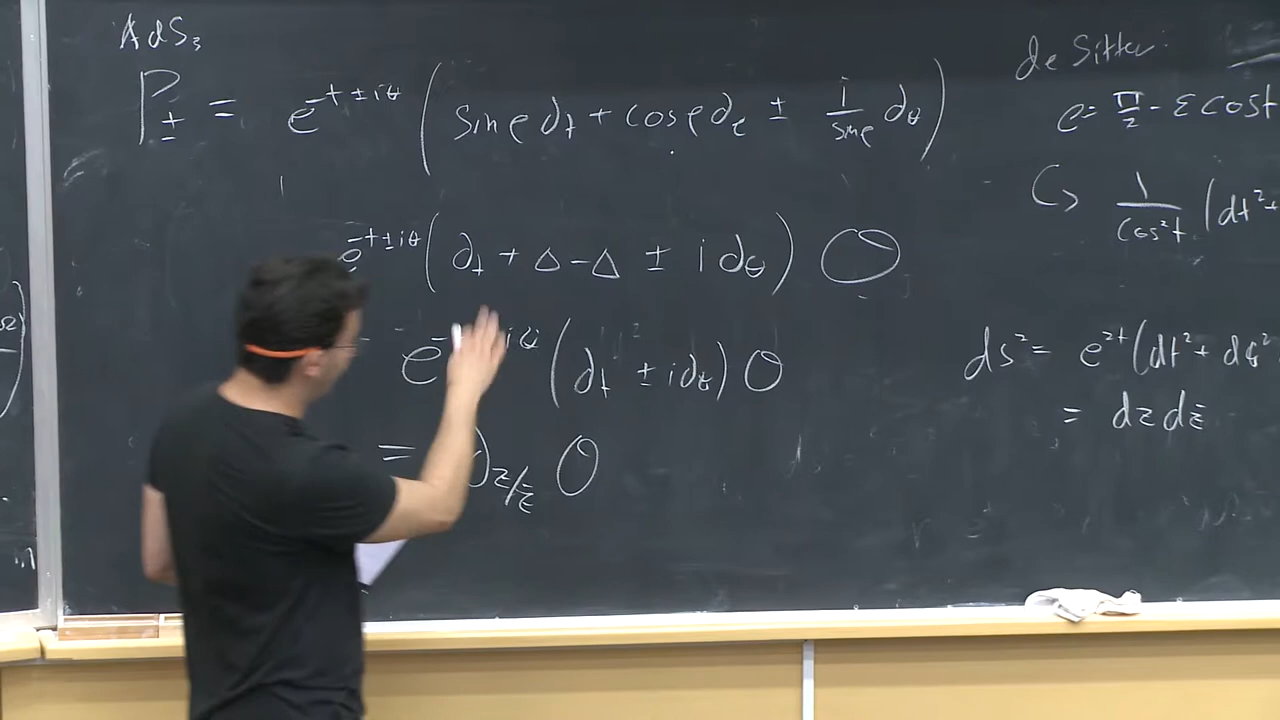 AdS₃
P± = e^{-t±iθ} ( sinρ ∂t + cosρ ∂ρ ± i/sinρ ∂θ )
e^{-t±iθ} ( ∂t + Δ - Δ ± i∂θ ) O
e^{-t±iθ} ( ∂t ± i∂θ ) O
= ∂z/z̄ O
de Sitter:
ρ = π/2 - ε cost
↪ 1/cos²t (dt² +
ds² = e^{2t} (dt² + dθ²
= dz dz̄